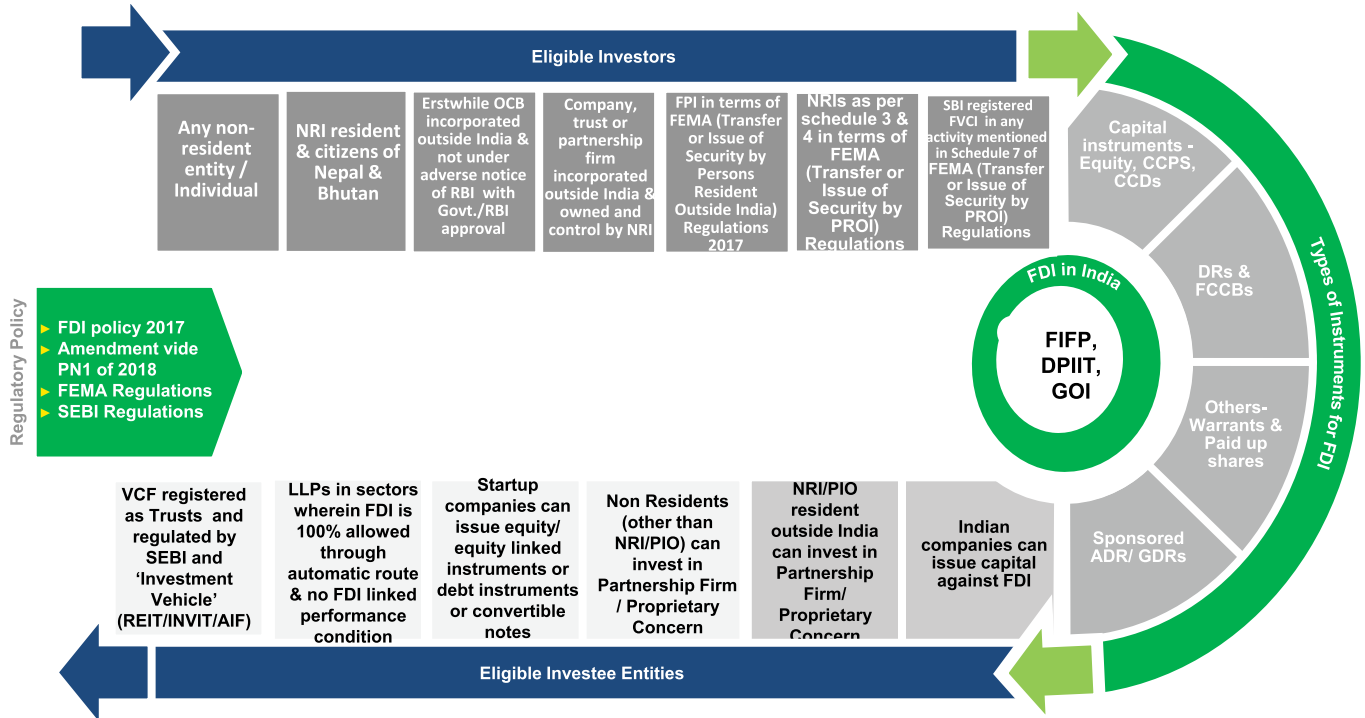 Eligible Investors
Any non-
resident
entity /
Individual
NRI resident
& citizens of
Nepal &
Bhutan
Erstwhile OCB
incorporated
outside India &
not under
adverse notice
of RBI with
Govt./RBI
approval
Company,
trust or
partnership
firm
incorporated
outside India &
owned and
control by NRI
FPI in terms of
FEMA (Transfer
or Issue of
Security by
Persons
Resident
Outside India)
Regulations
2017
NRIs as per
schedule 3 &
4 in terms of
FEMA
(Transfer or
Issue of
Security by
PROI)
Regulations
SBI registered
FVCI in any
activity mentioned
in Schedule 7 of
FEMA (Transfer
or Issue of
Security by
PROI)
Regulations
Capital
instruments -
Equity, CCPS,
CCDs
DRs &
FCCBs
Others-
Warrants &
Paid up
shares
Sponsored
ADR/ GDRs
Types of Instruments for FDI
FDI in India
FIFP,
DPIIT,
GOI
Regulatory Policy
► FDI policy 2017
► Amendment vide
PN1 of 2018
► FEMA Regulations
► SEBI Regulations
VCF registered
as Trusts and
regulated by
SEBI and
‘Investment
Vehicle’
(REIT/INVIT/AIF)
LLPs in sectors
wherein FDI is
100% allowed
through
automatic route
& no FDI linked
performance
condition
Startup
companies can
issue equity/
equity linked
instruments or
debt instruments
or convertible
notes
Non Residents
(other than
NRI/PIO) can
invest in
Partnership Firm
/ Proprietary
Concern
NRI/PIO
resident
outside India
can invest in
Partnership
Firm/
Proprietary
Concern
Indian
companies can
issue capital
against FDI
Eligible Investee Entities